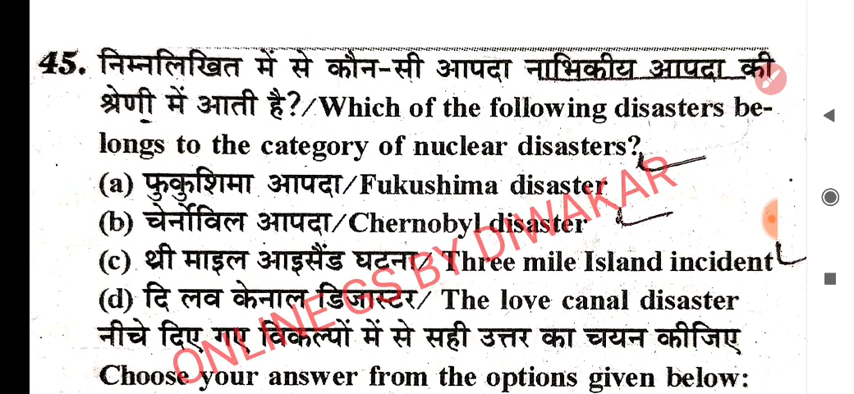 45. निम्नलिखित में से कौन-सी आपदा नाभिकीय आपदा की
श्रेणी में आती है?/Which of the following disasters be-
longs to the category of nuclear disasters?
(a) फुकुशिमा आपदा/Fukushima disaster
(b) चेर्नोविल आपदा/Chernobyl disaster
(c) थ्री माइल आइसैंड घटना/ Three mile Island incident
(d) दि लव केनाल डिजास्टर/ The love canal disaster
नीचे दिए गए विकल्पों में से सही उत्तर का चयन कीजिए
Choose your answer from the options given below:
ONLINE GS BY DIWAKAR